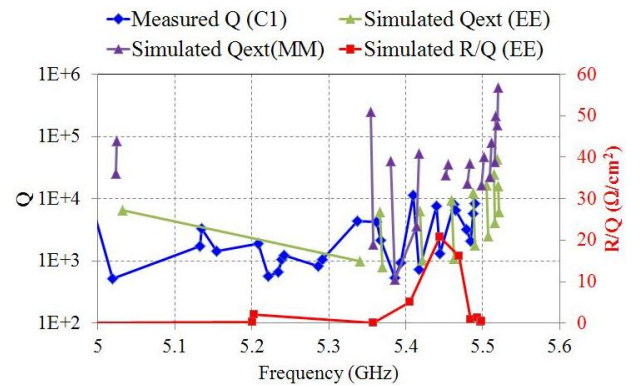 Measured Q (C1)
Simulated Qext (EE)
Simulated Qext(MM)
Simulated R/Q (EE)
1E+6
1E+5
1E+4
1E+3
1E+2
Q
60
50
40
30
20
10
0
R/Q (Ω/cm²)
5
5.1
5.2
5.3
5.4
5.5
5.6
Frequency (GHz)